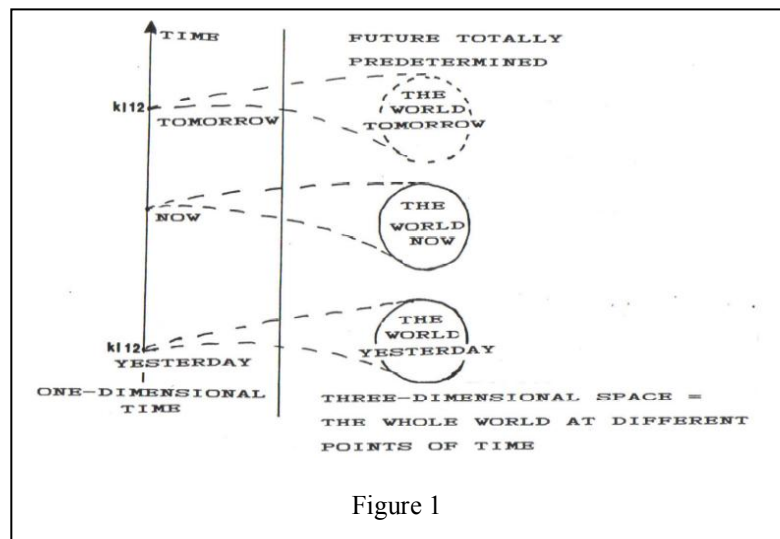 TIME
FUTURE TOTALLY
PREDETERMINED
kl12
TOMORROW
THE
WORLD
TOMORROW
NOW
THE
WORLD
NOW
kl12
YESTERDAY
THE
WORLD
YESTERDAY
ONE-DIMENSIONAL
TIME
THREE-DIMENSIONAL SPACE =
THE WHOLE WORLD AT DIFFERENT
POINTS OF TIME
Figure 1